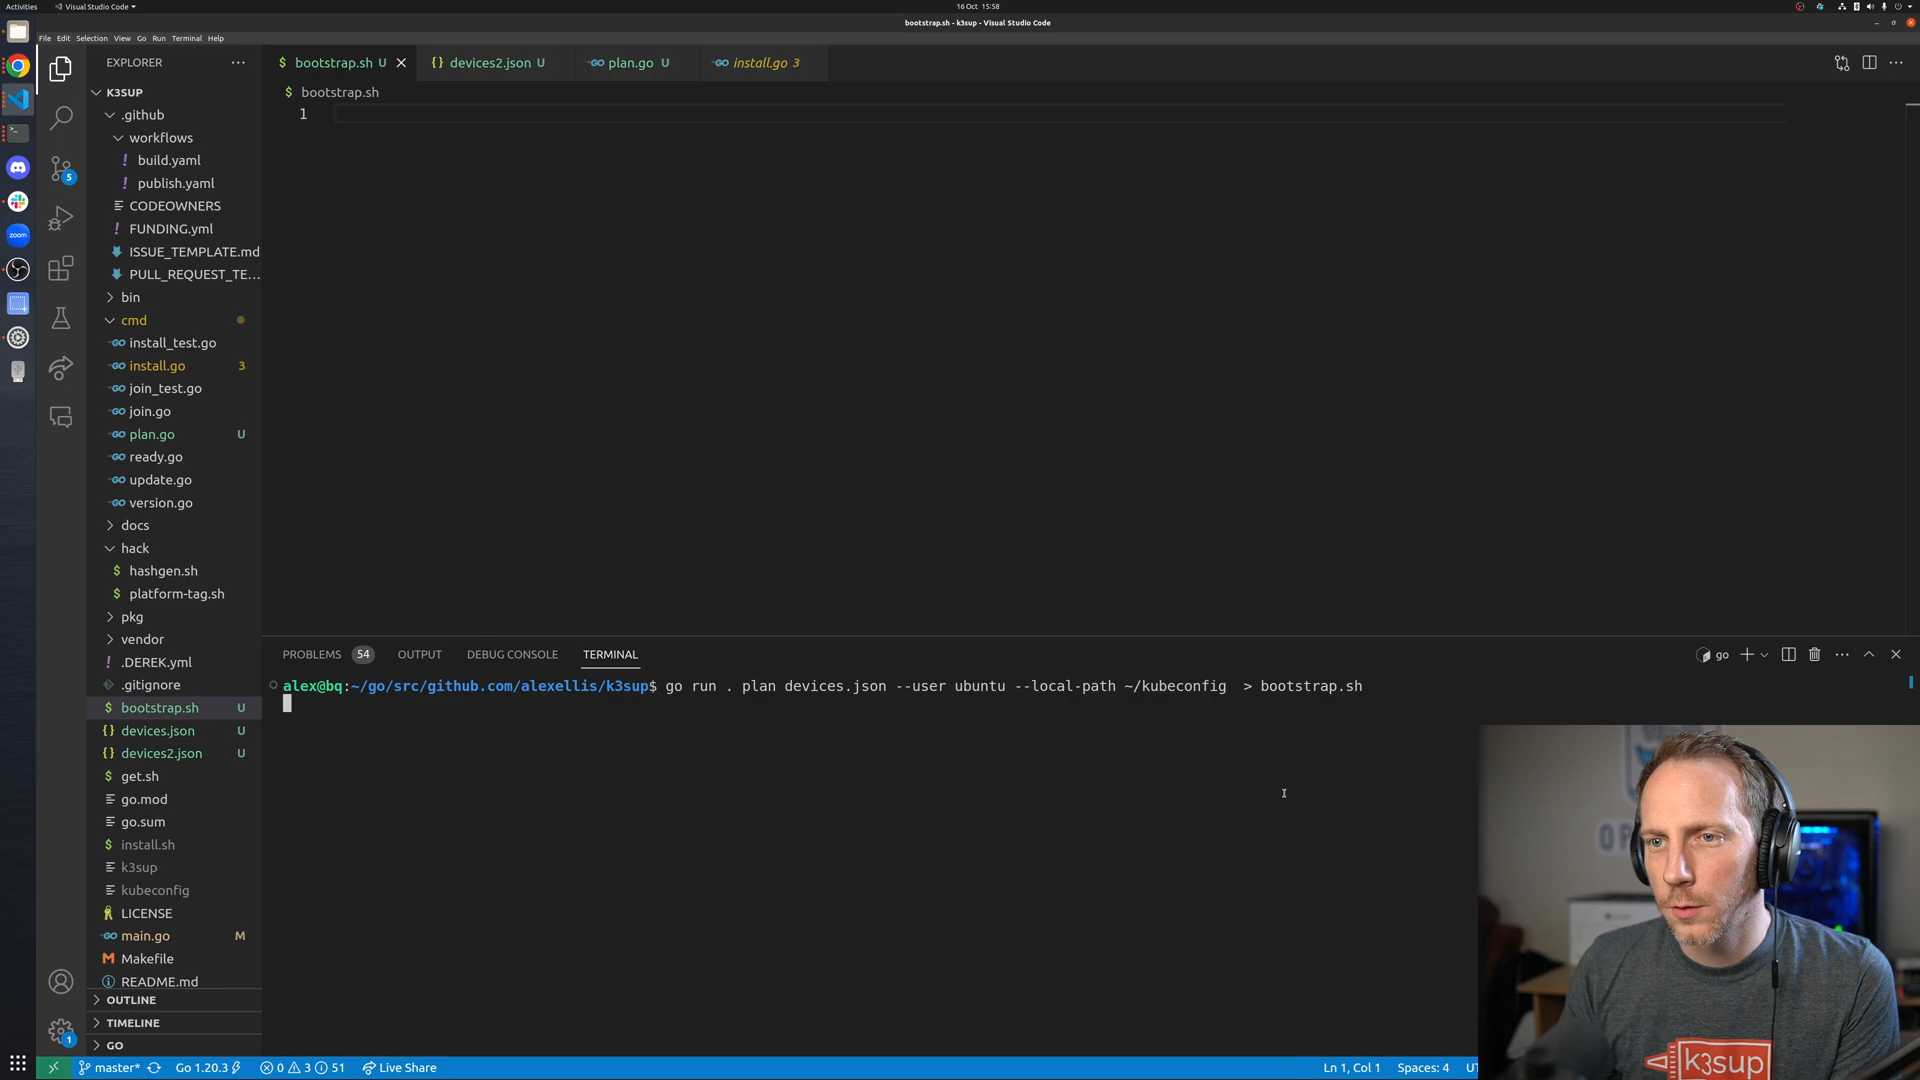 Activities
Visual Studio Code
16 Oct 15:58
bootstrap.sh - k3sup - Visual Studio Code
File Edit Selection View Go Run Terminal Help
EXPLORER
K3SUP
.github
workflows
build.yaml
publish.yaml
CODEOWNERS
FUNDING.yml
ISSUE_TEMPLATE.md
PULL_REQUEST_TE...
bin
cmd
install_test.go
install.go 3
join_test.go
join.go
plan.go U
ready.go
update.go
version.go
docs
hack
hashgen.sh
platform-tag.sh
pkg
vendor
.DEREK.yml
.gitignore
bootstrap.sh U
devices.json U
devices2.json U
get.sh
go.mod
go.sum
install.sh
k3sup
kubeconfig
LICENSE
main.go M
Makefile
README.md
OUTLINE
TIMELINE
GO
zoom
5
1
bootstrap.sh U
devices2.json U
plan.go U
install.go 3
bootstrap.sh
1
PROBLEMS 54 OUTPUT DEBUG CONSOLE TERMINAL
go
alex@bq:~/go/src/github.com/alexellis/k3sup$ go run . plan devices.json --user ubuntu --local-path ~/kubeconfig > bootstrap.sh
k3sup
master* Go 1.20.3 0 3 51 Live Share
Ln 1, Col 1 Spaces: 4